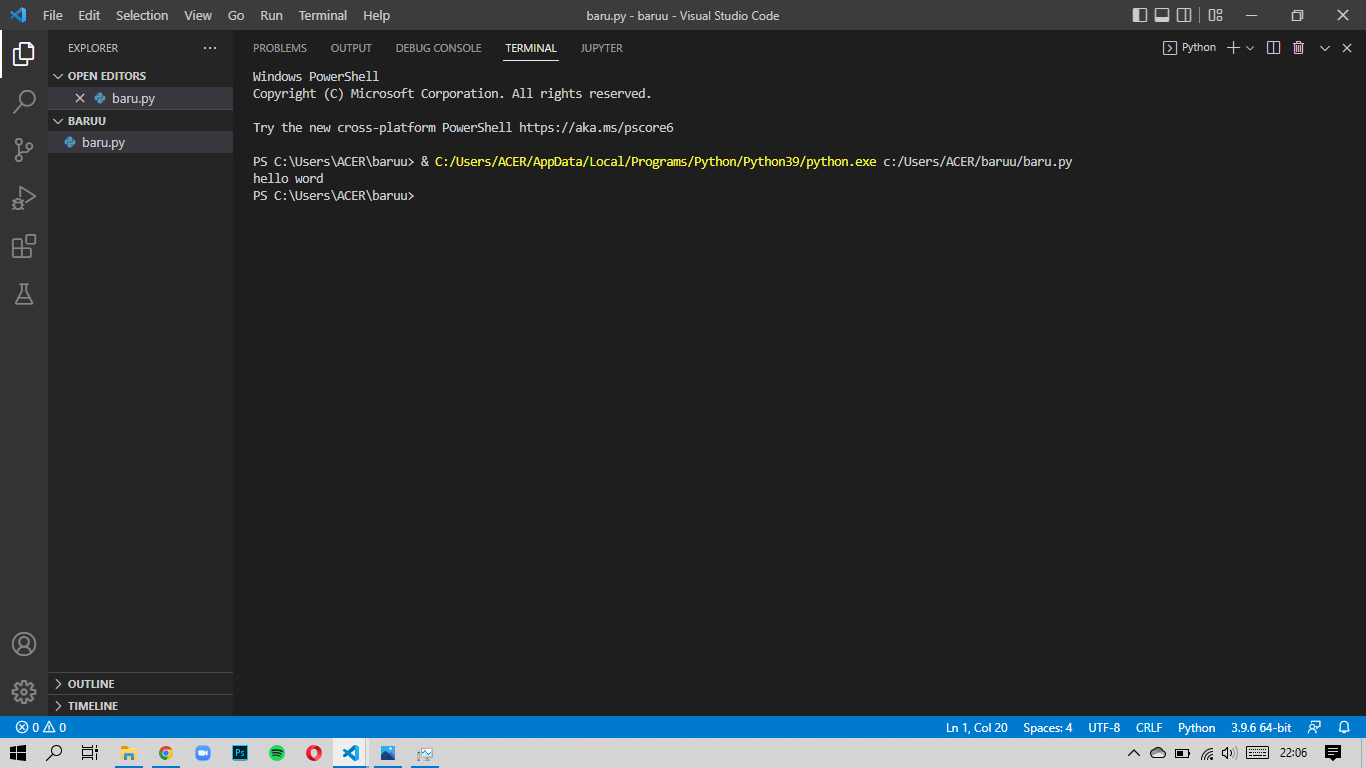 File Edit Selection View Go Run Terminal Help
baru.py - baruu - Visual Studio Code
EXPLORER
OPEN EDITORS
baru.py
BARUU
baru.py
OUTLINE
TIMELINE
PROBLEMS OUTPUT DEBUG CONSOLE TERMINAL JUPYTER
Python
Windows PowerShell
Copyright (C) Microsoft Corporation. All rights reserved.
Try the new cross-platform PowerShell https://aka.ms/pscore6
PS C:\Users\ACER\baruu> & C:/Users/ACER/AppData/Local/Programs/Python/Python39/python.exe c:/Users/ACER/baruu/baru.py
hello word
PS C:\Users\ACER\baruu>
0 0 Ln 1, Col 20 Spaces: 4 UTF-8 CRLF Python 3.9.6 64-bit
Ps 22:06